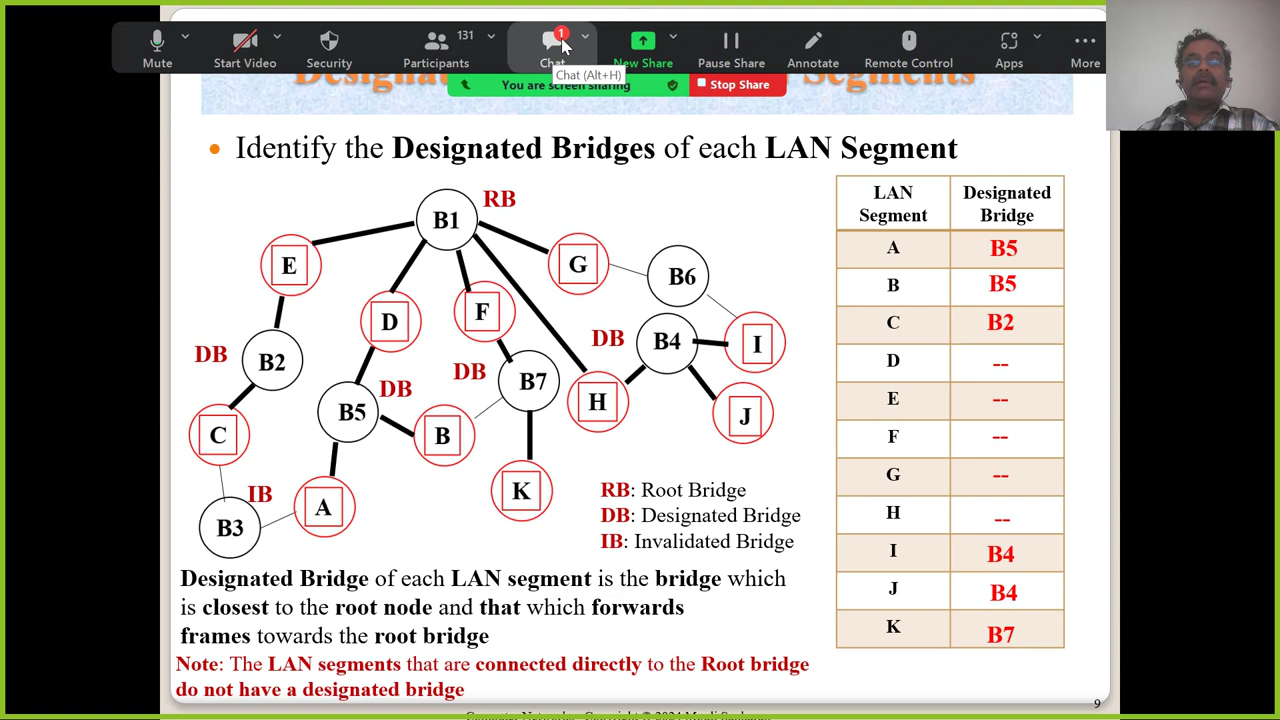 1
131
Mute
Start Video
Security
Participants
Chat
New Share
Pause Share
Annotate
Remote Control
Apps
More
Chat (Alt+H)
You are screen sharing
Stop Share
Identify the Designated Bridges of each LAN Segment
RB
B1
E
G
B6
D
F
DB
B4
I
DB
B2
DB
B7
DB
B5
H
J
C
B
IB
A
K
B3
RB: Root Bridge
DB: Designated Bridge
IB: Invalidated Bridge
LAN Segment Designated Bridge
A B5
B B5
C B2
D --
E --
F --
G --
H --
I B4
J B4
K B7
Designated Bridge of each LAN segment is the bridge which
is closest to the root node and that which forwards
frames towards the root bridge
Note: The LAN segments that are connected directly to the Root bridge
do not have a designated bridge
9